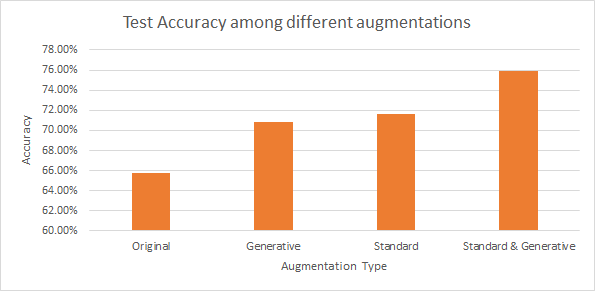 Test Accuracy among different augmentations
78.00%
76.00%
74.00%
72.00%
70.00%
68.00%
66.00%
64.00%
62.00%
60.00%
Accuracy
Original Generative Standard Standard & Generative
Augmentation Type